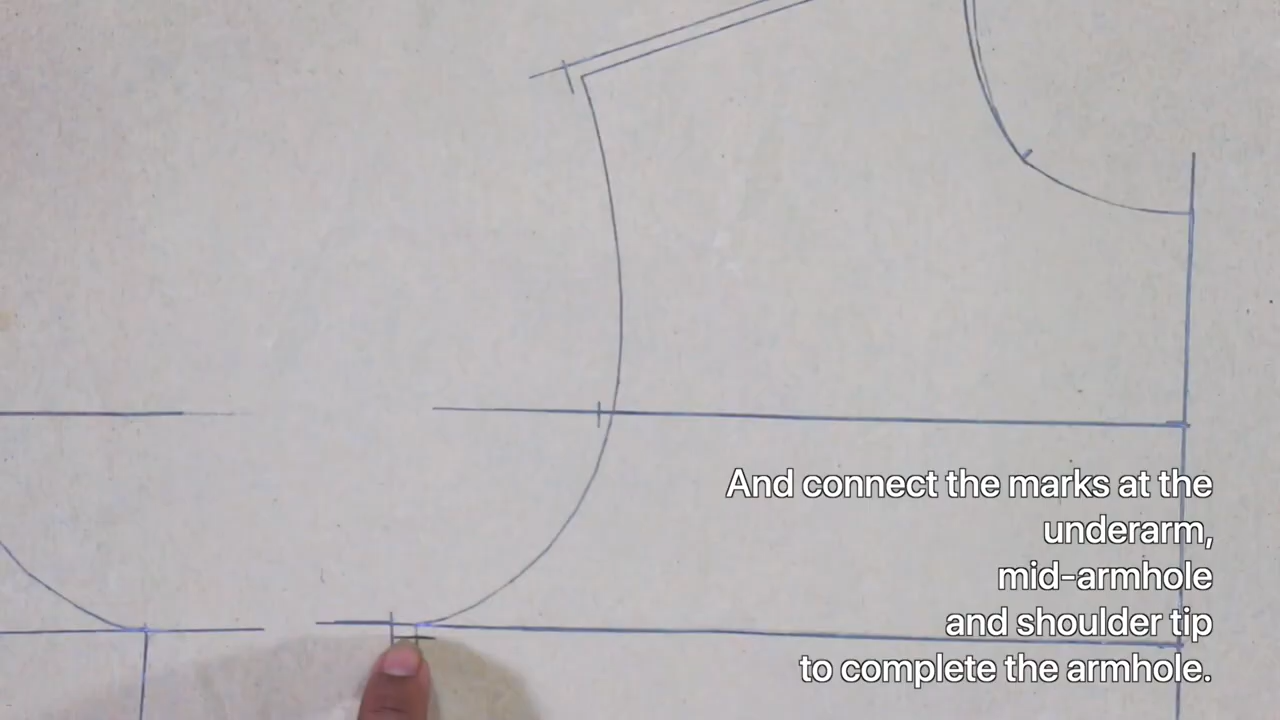 And connect the marks at the
underarm,
mid-armhole
and shoulder tip
to complete the armhole.